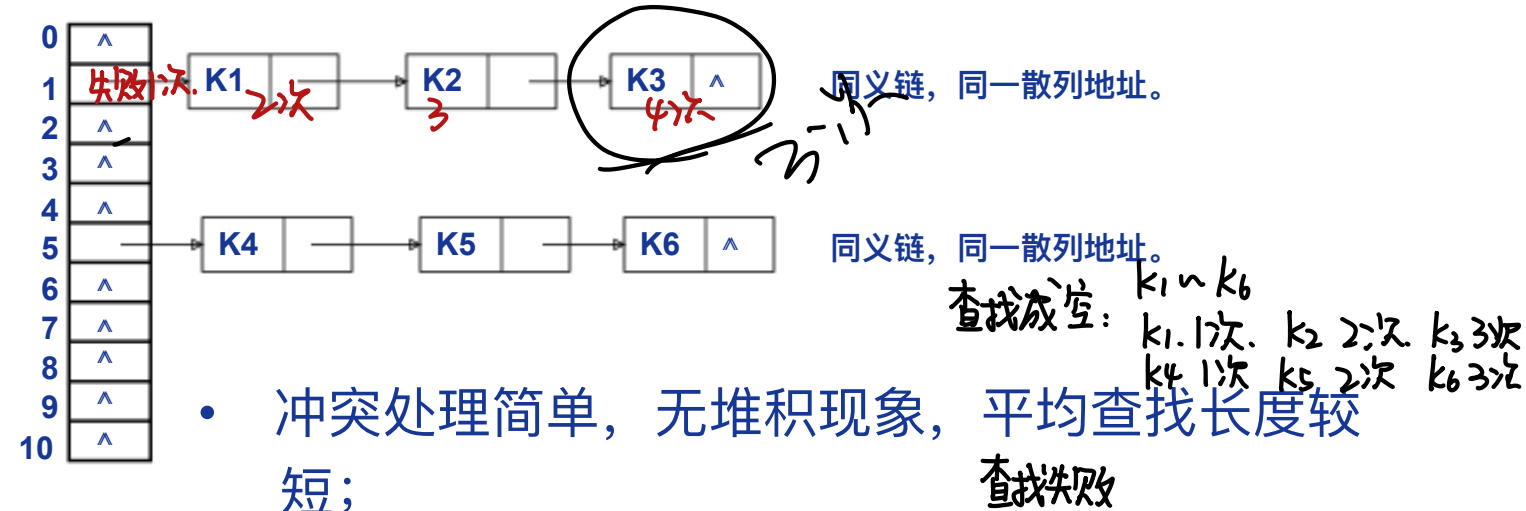 0 ^
1 失败1次. K1 2次 K2 3 K3 ^ 4次 同义链，同一散列地址。
2 ^
3 ^
4 ^
5 K4 K5 K6 ^ 同义链，同一散列地址。
6 ^
7 ^
8 ^
9 ^
10 ^
查找成空: k1~k6
k1.1次. k2 2次. k3 3次
k4 1次 k5 2次 k6 3次
• 冲突处理简单，无堆积现象，平均查找长度较
短；
查找失败